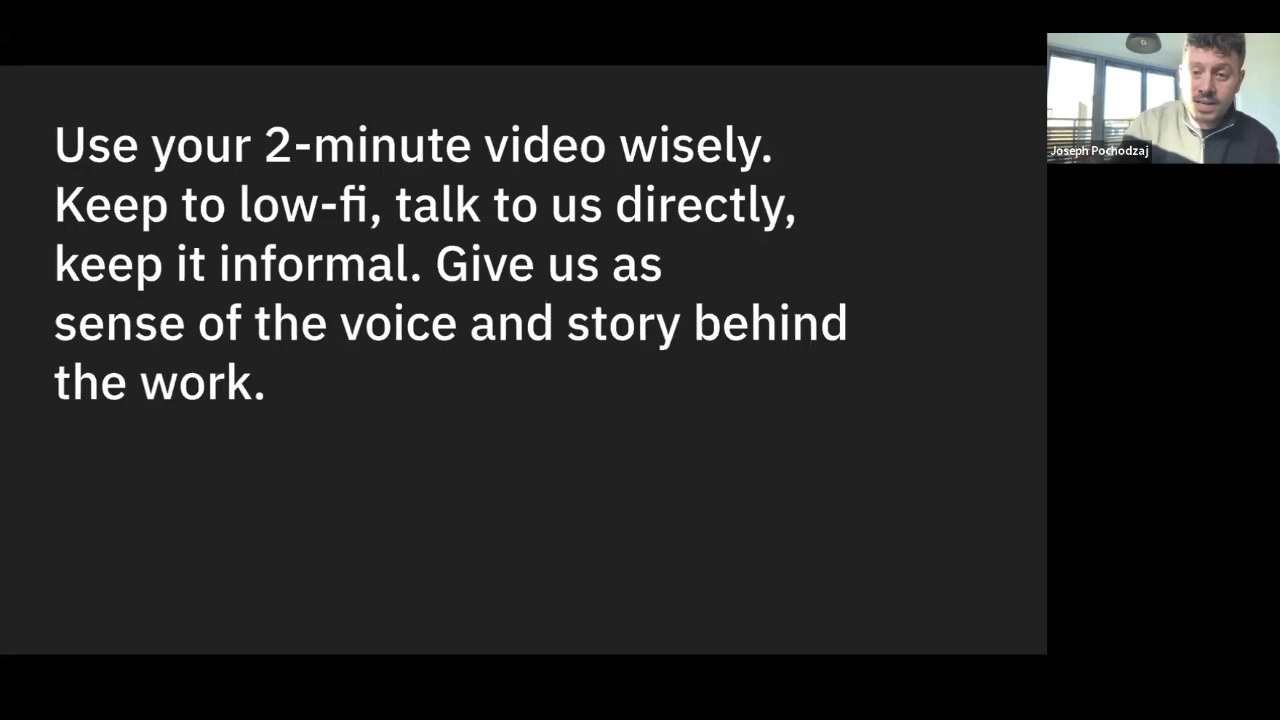 Use your 2-minute video wisely.
Keep to low-fi, talk to us directly,
keep it informal. Give us as
sense of the voice and story behind
the work.
Joseph Pochodzaj